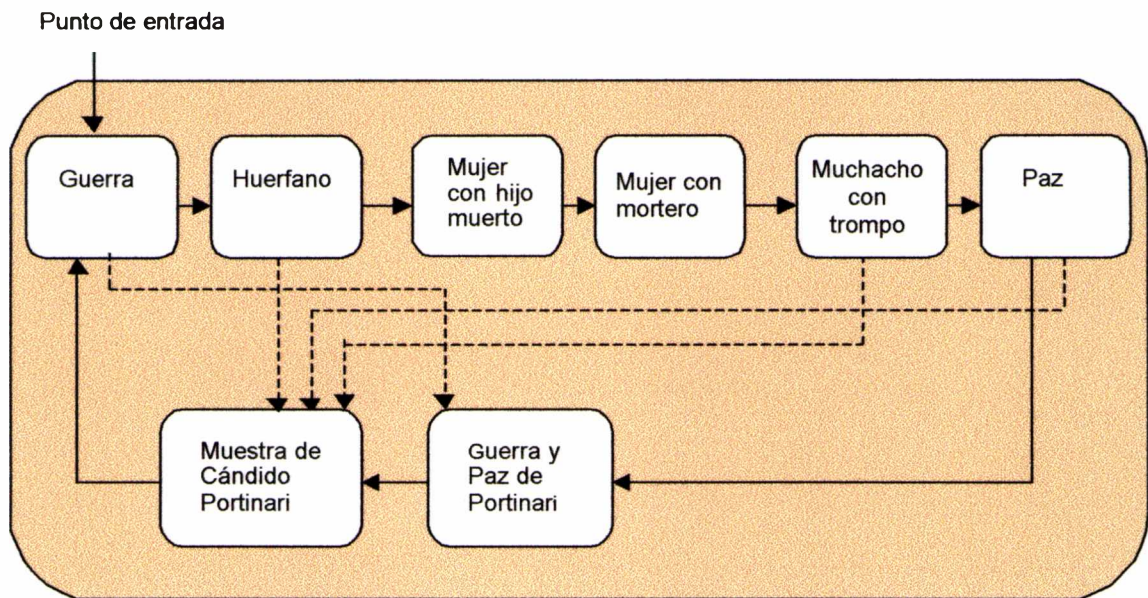 Punto de entrada
Guerra
Huerfano
Mujer
con hijo
muerto
Mujer con
mortero
Muchacho
con
trompo
Paz
Muestra de
Cándido
Portinari
Guerra y
Paz de
Portinari